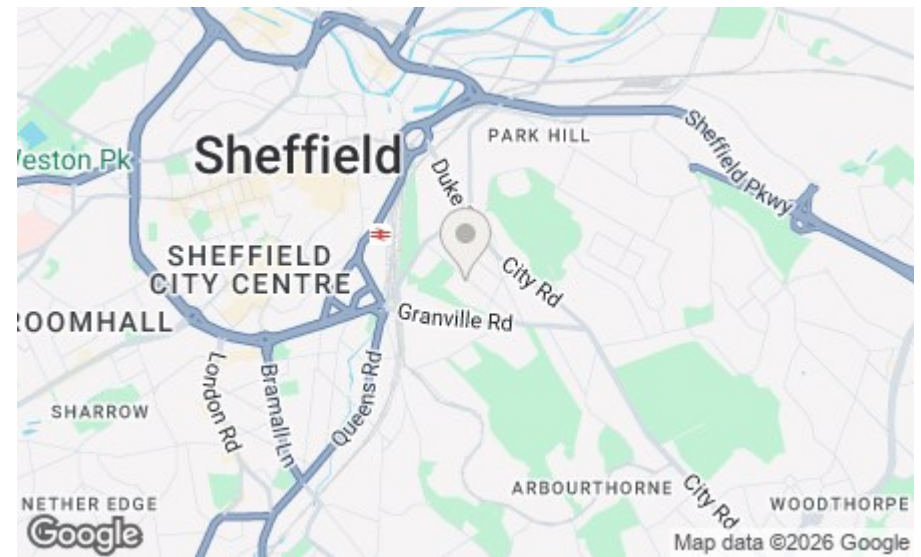 PARK HILL
Sheffield Pkwy
Sheffield
Weston Pk
Duke
SHEFFIELD
CITY CENTRE
City Rd
ROOMHALL
Granville Rd
London Rd
Bramall Ln
Queens Rd
SHARROW
ARBOURTHORNE
City Rd
NETHER EDGE
WOODTHORPE
Google
Map data ©2026 Google